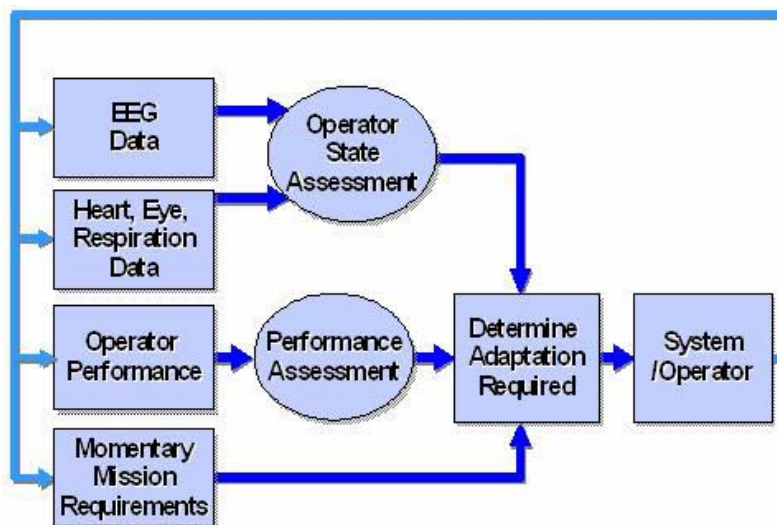 EEG
Data
Operator
State
Assessment
Heart, Eye,
Respiration
Data
Operator
Performance
Performance
Assessment
Determine
Adaptation
Required
System
/Operator
Momentary
Mission
Requirements